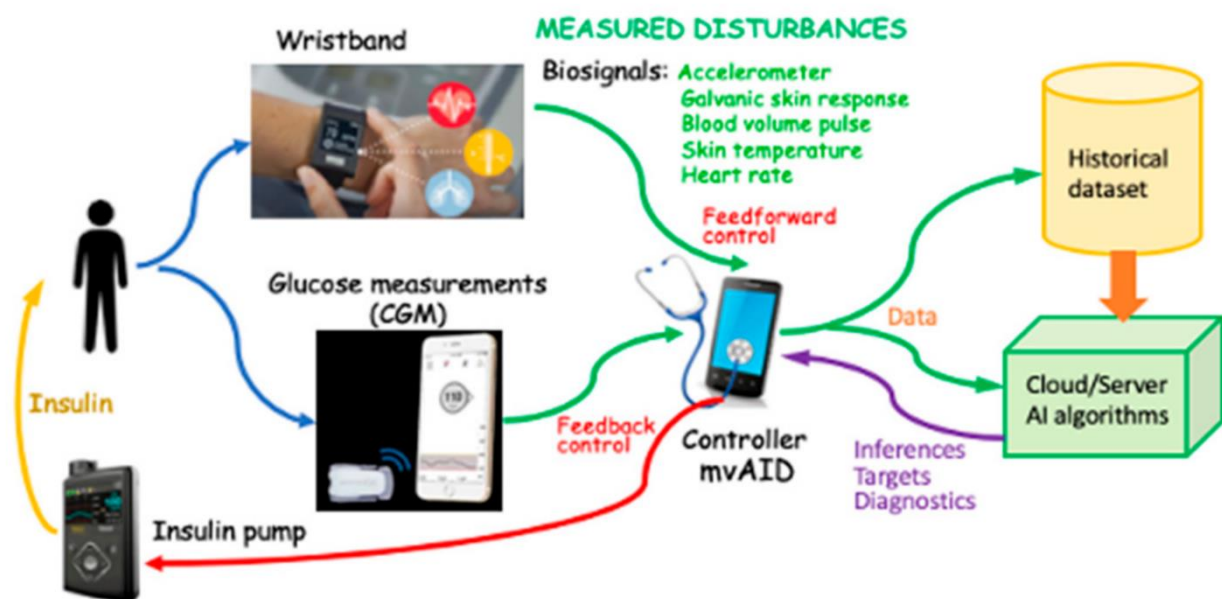 MEASURED DISTURBANCES
Wristband
Biosignals:
Accelerometer
Galvanic skin response
Blood volume pulse
Skin temperature
Heart rate
Historical
dataset
Feedforward
control
Glucose measurements
(CGM)
110
Data
Cloud/Server
AI algorithms
Insulin
Feedback
control
Controller
mvAID
Inferences
Targets
Diagnostics
Insulin pump